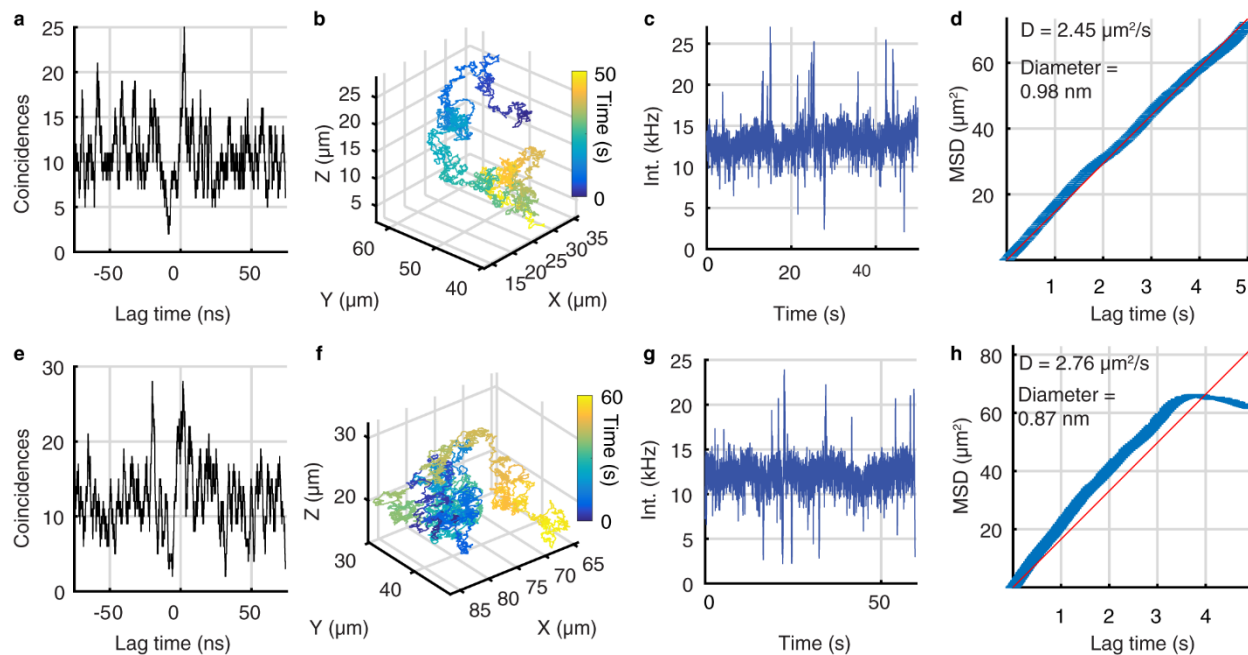 a
25
20
15
10
5
0
Coincidences
-50
0
50
Lag time (ns)
b
25
20
15
10
5
Z (µm)
60
50
40
Y (µm)
15
20
25
30
35
X (µm)
50
0
Time (s)
c
25
20
15
10
5
0
Int. (kHz)
0
20
40
Time (s)
d
D = 2.45 µm²/s
Diameter =
0.98 nm
60
40
20
MSD (µm²)
1
2
3
4
5
Lag time (s)
e
30
20
10
0
Coincidences
-50
0
50
Lag time (ns)
f
30
20
Z (µm)
30
40
Y (µm)
85
80
75
70
65
X (µm)
60
0
Time (s)
g
25
20
15
10
5
0
Int. (kHz)
0
50
Time (s)
h
D = 2.76 µm²/s
Diameter =
0.87 nm
80
60
40
20
MSD (µm²)
1
2
3
4
Lag time (s)